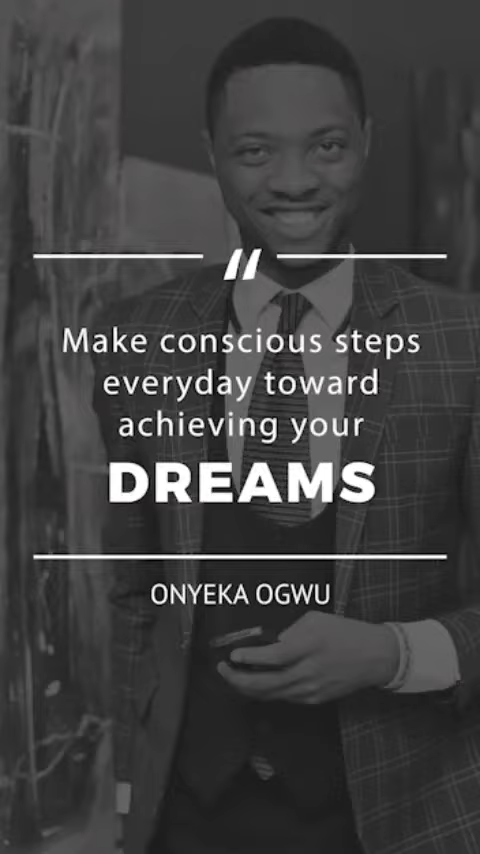 “
Make conscious steps
everyday toward
achieving your
DREAMS
ONYEKA OGWU